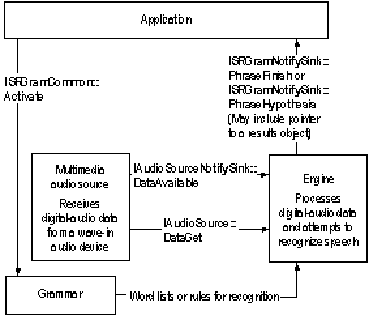 Application
ISRGramCommon::
Activate
ISRGramNotifySink::
PhraseFinish or
ISRGramNotifySink::
PhraseHypothesis
(May include pointer
to a results object)
Multimedia
audio source
Receives
digital-audio data
from a wave-in
audio device
IAudioSourceNotifySink::
DataAvailable
IAudioSource::
DataGet
Engine
Processes
digital-audio data
and attempts to
recognize speech
Grammar
Word lists or rules for recognition